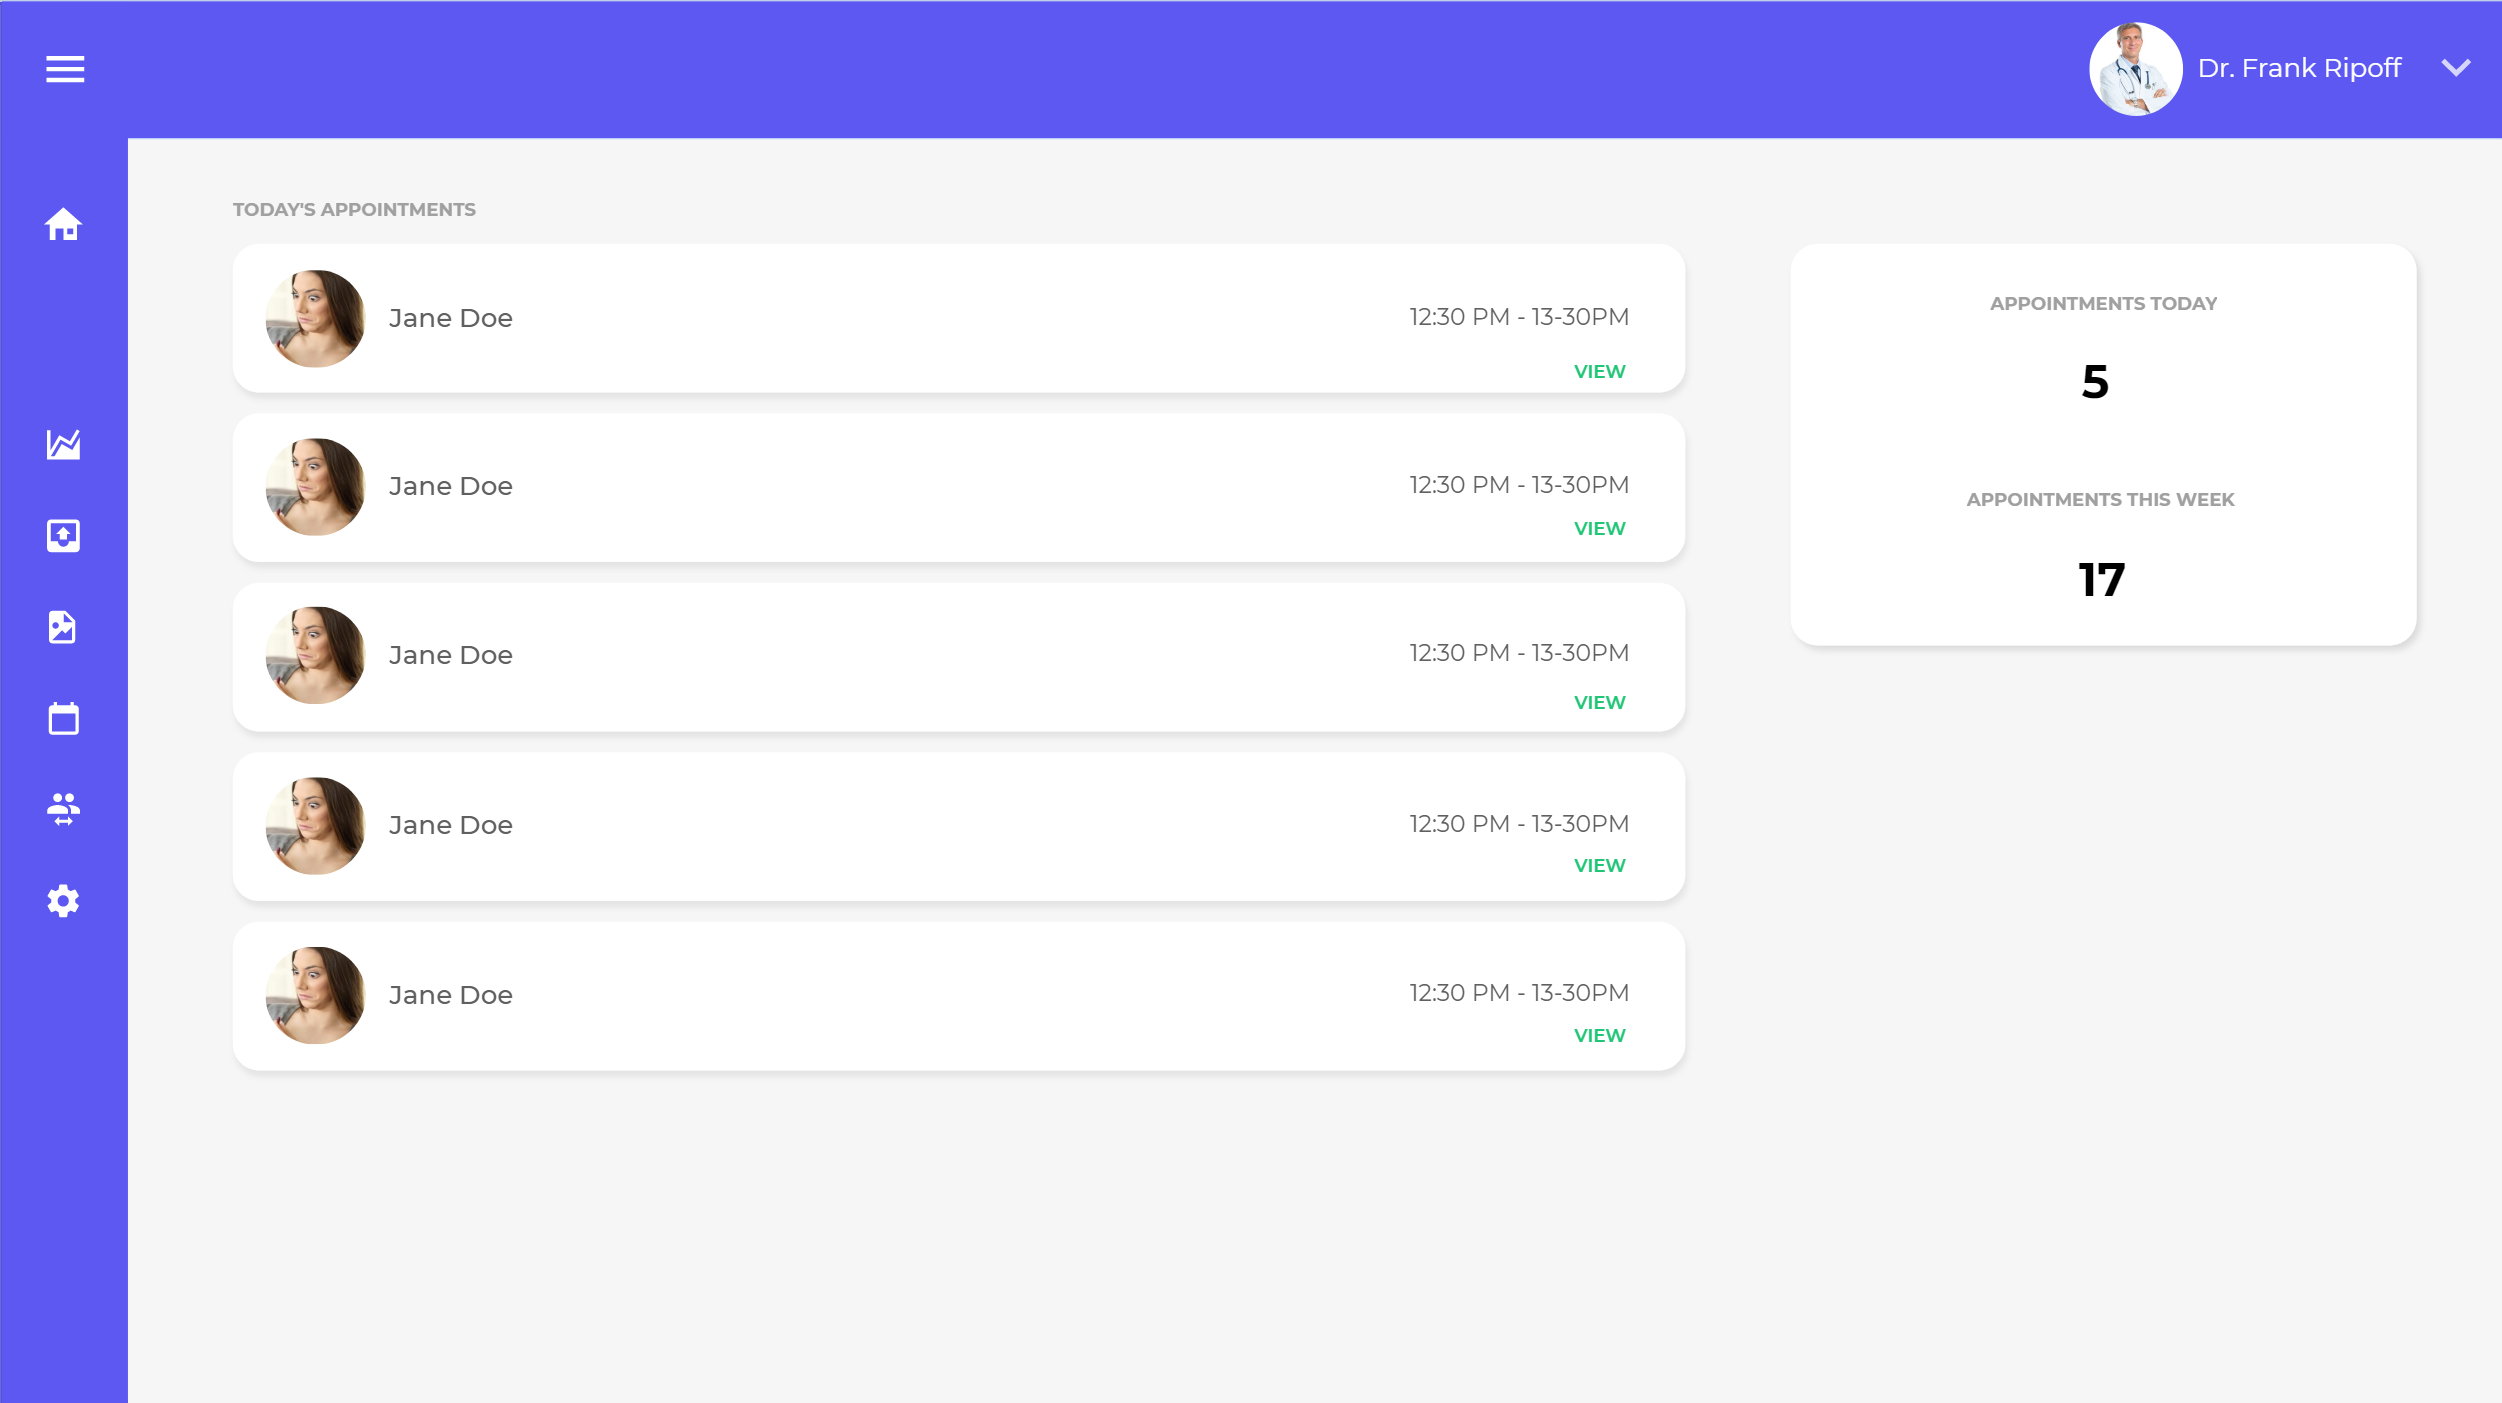 Dr. Frank Ripoff
TODAY'S APPOINTMENTS
Jane Doe
12:30 PM - 13-30PM
VIEW
Jane Doe
12:30 PM - 13-30PM
VIEW
Jane Doe
12:30 PM - 13-30PM
VIEW
Jane Doe
12:30 PM - 13-30PM
VIEW
Jane Doe
12:30 PM - 13-30PM
VIEW
APPOINTMENTS TODAY
5
APPOINTMENTS THIS WEEK
17